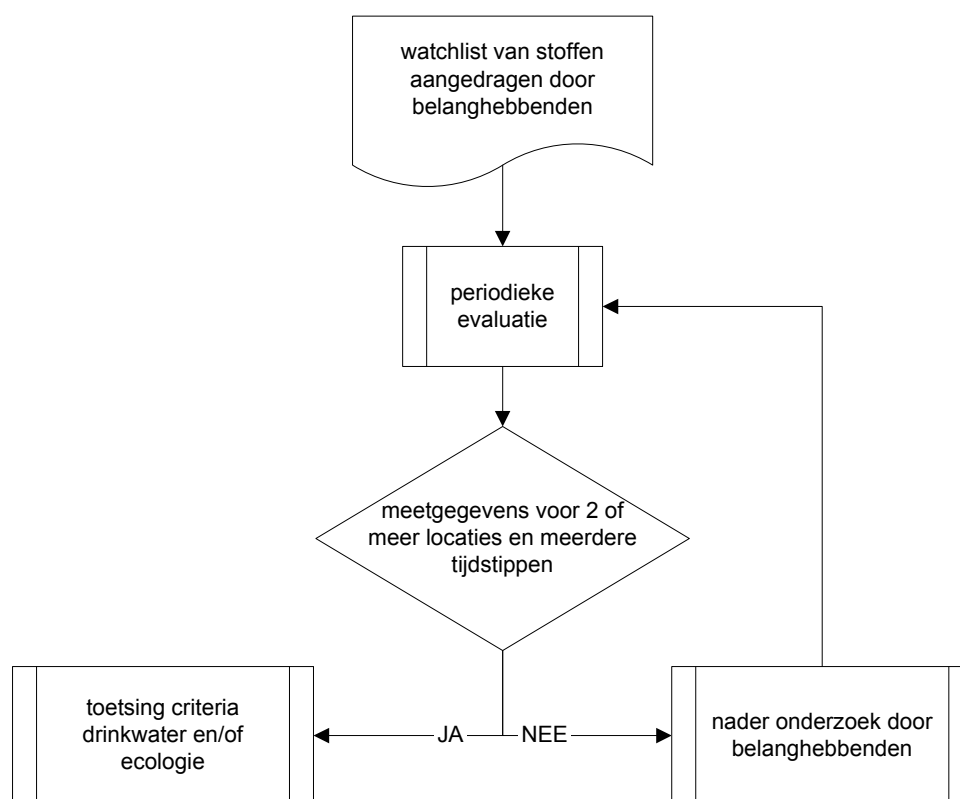 watchlist van stoffen
aangedragen door
belanghebbenden
periodieke
evaluatie
meetgegevens voor 2 of
meer locaties en meerdere
tijdstippen
JA
NEE
toetsing criteria
drinkwater en/of
ecologie
nader onderzoek door
belanghebbenden